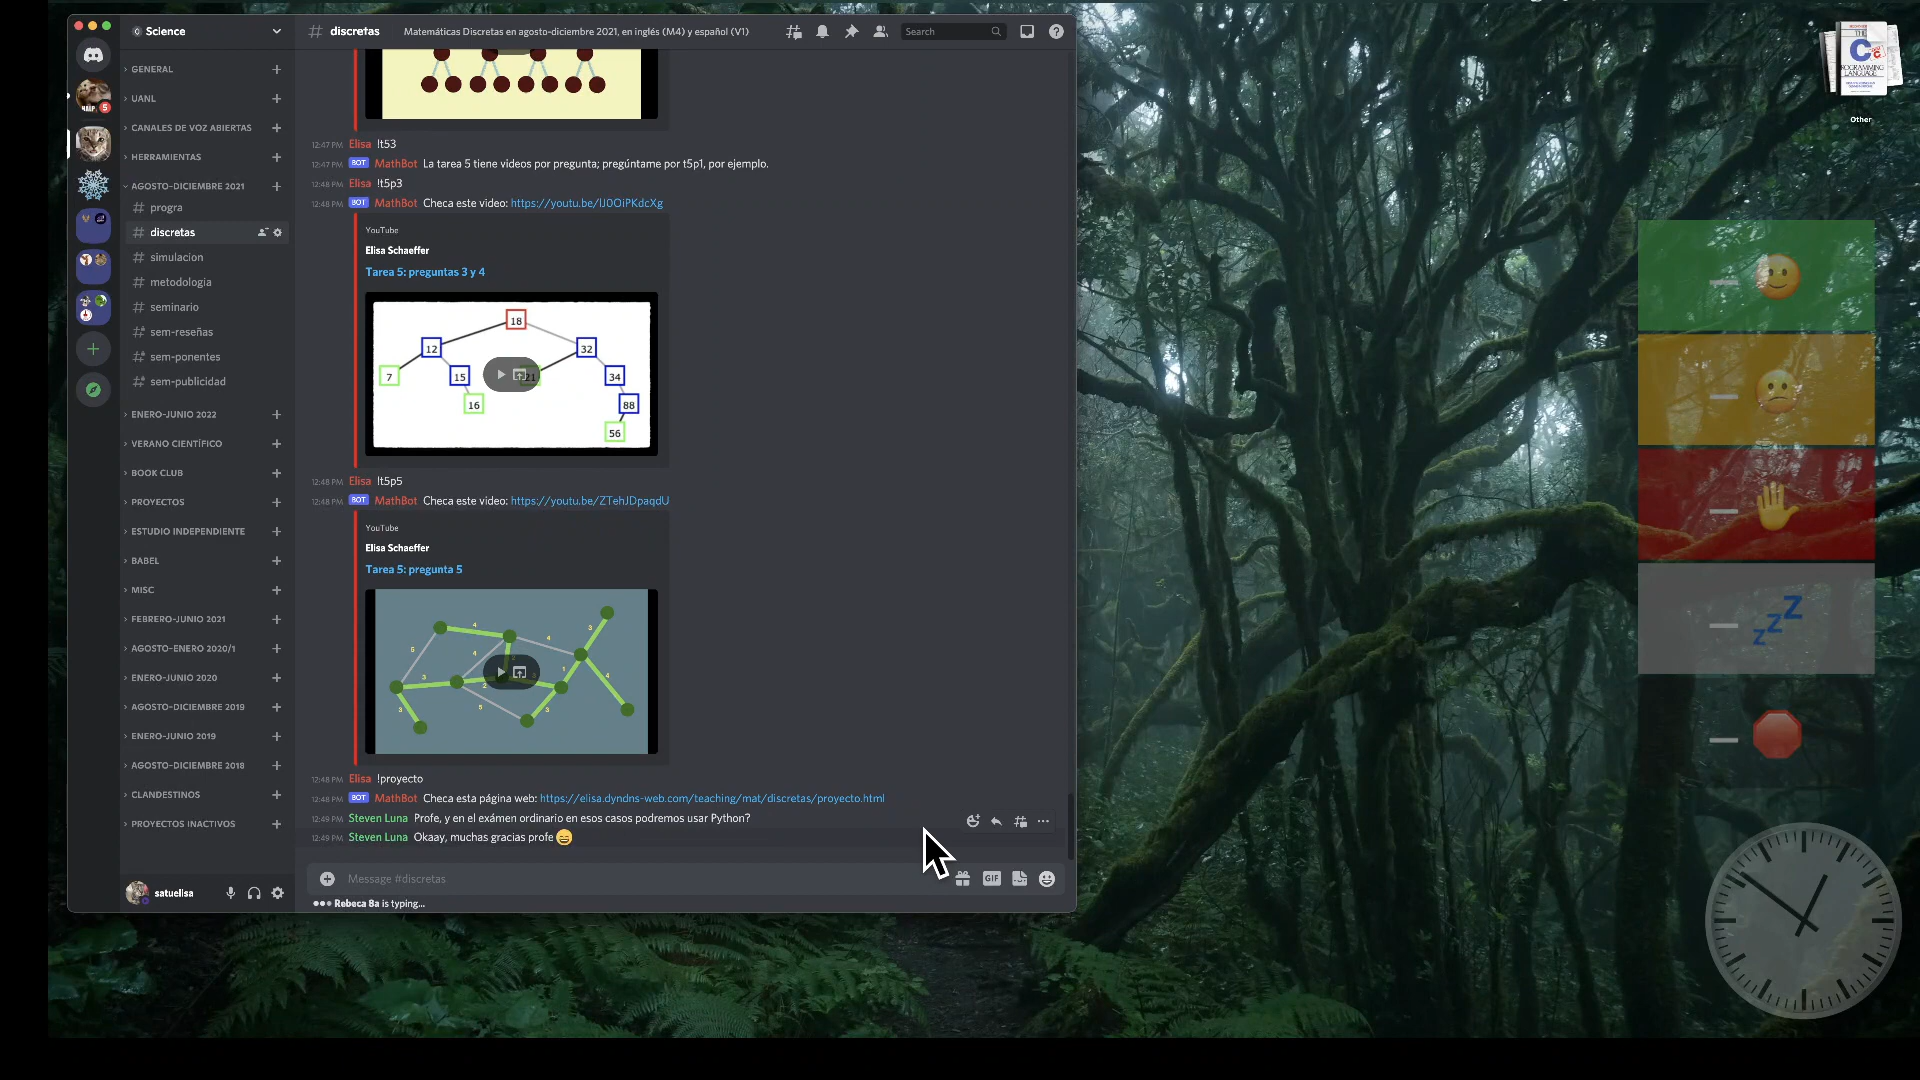 Science
discretas
Matemáticas Discretas en agosto-diciembre 2021, en inglés (M4) y español (V1)
Search
GENERAL
UANL
CANALES DE VOZ ABIERTAS
HERRAMIENTAS
AGOSTO-DICIEMBRE 2021
progra
discretas
simulacion
metodologia
seminario
sem-reseñas
sem-ponentes
sem-publicidad
ENERO-JUNIO 2022
VERANO CIENTÍFICO
BOOK CLUB
PROYECTOS
ESTUDIO INDEPENDIENTE
BABEL
MISC
FEBRERO-JUNIO 2021
AGOSTO-ENERO 2020/1
ENERO-JUNIO 2020
AGOSTO-DICIEMBRE 2019
ENERO-JUNIO 2019
AGOSTO-DICIEMBRE 2018
CLANDESTINOS
PROYECTOS INACTIVOS
satuelisa
12:47 PM Elisa !t53
12:47 PM BOT MathBot La tarea 5 tiene videos por pregunta; pregúntame por t5p1, por ejemplo.
12:48 PM Elisa !t5p3
12:48 PM BOT MathBot Checa este video: https://youtu.be/lJ0OiPKdcXg
YouTube
Elisa Schaeffer
Tarea 5: preguntas 3 y 4
18
12 32
7 15 21 34
16 88
56
12:48 PM Elisa !t5p5
12:48 PM BOT MathBot Checa este video: https://youtu.be/ZTehJDpaqdU
YouTube
Elisa Schaeffer
Tarea 5: pregunta 5
12:48 PM Elisa !proyecto
12:48 PM BOT MathBot Checa esta página web: https://elisa.dyndns-web.com/teaching/mat/discretas/proyecto.html
12:49 PM Steven Luna Profe, y en el exámen ordinario en esos casos podremos usar Python?
12:49 PM Steven Luna Okaay, muchas gracias profe
Message #discretas
GIF
Rebeca 8a is typing...
Other